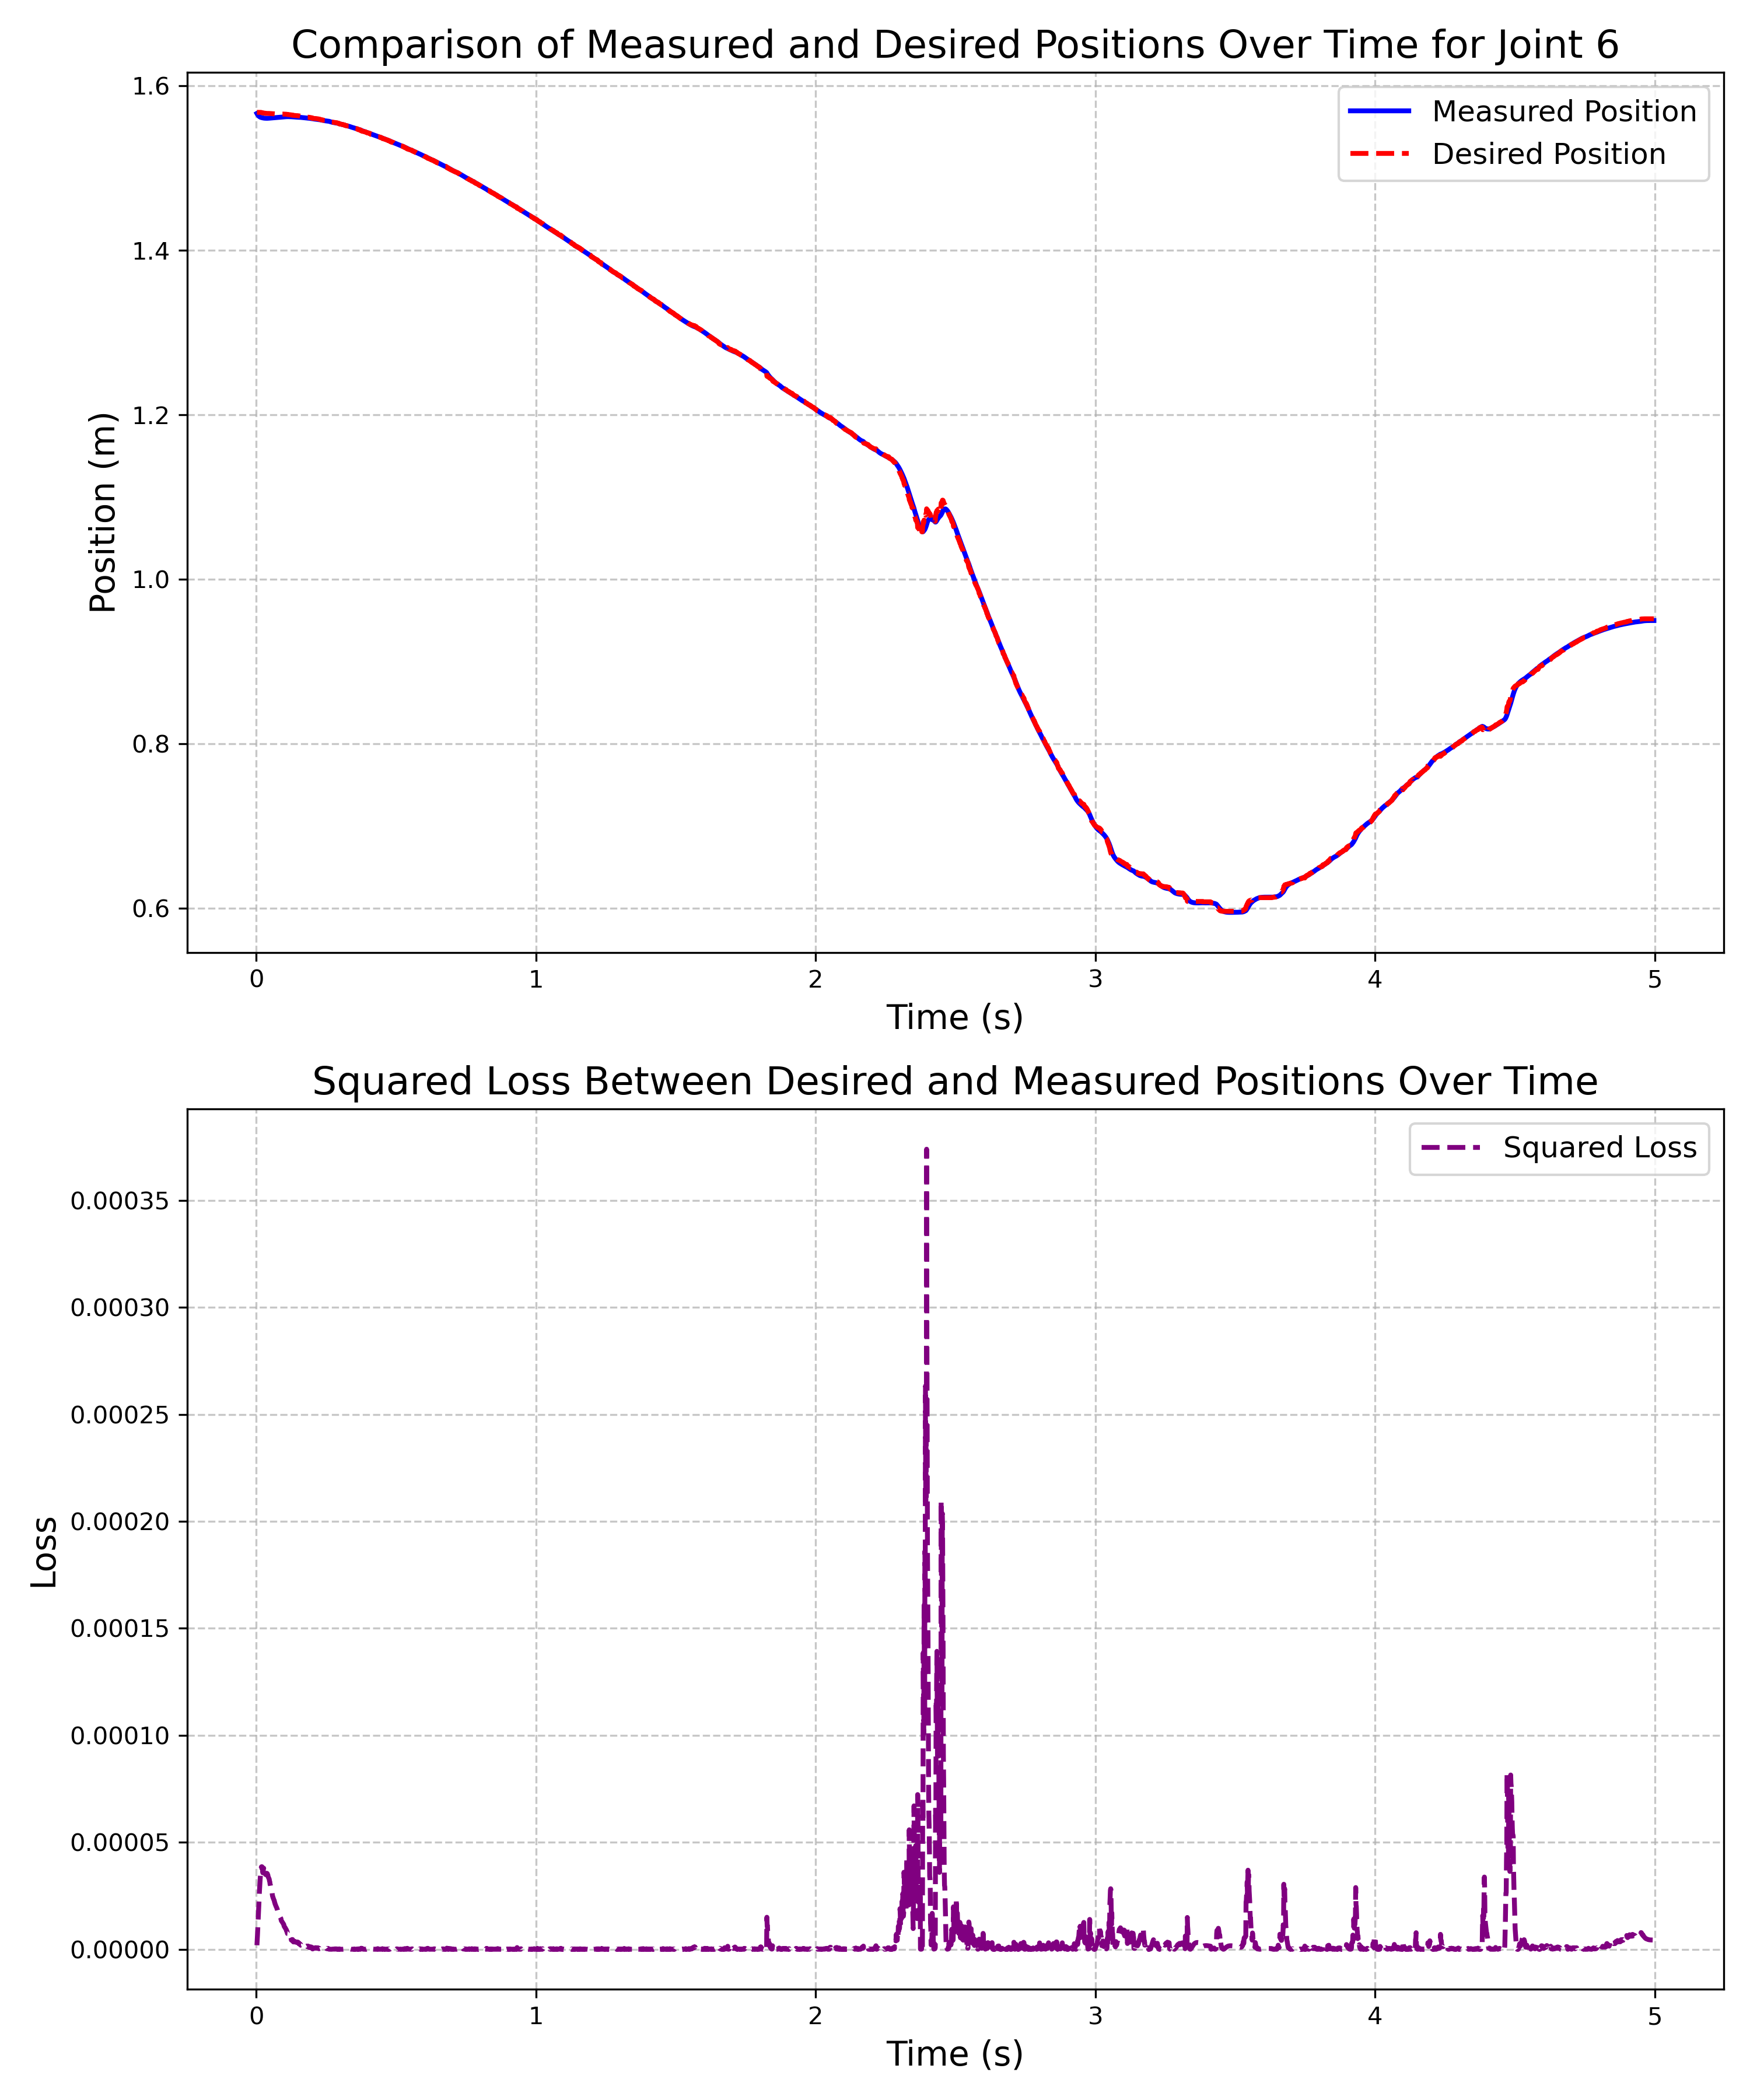 Comparison of Measured and Desired Positions Over Time for Joint 6
Position (m)
1.6
1.4
1.2
1.0
0.8
0.6
Measured Position
Desired Position
0 1 2 3 4 5
Time (s)
Squared Loss Between Desired and Measured Positions Over Time
Loss
0.00035
0.00030
0.00025
0.00020
0.00015
0.00010
0.00005
0.00000
Squared Loss
0 1 2 3 4 5
Time (s)